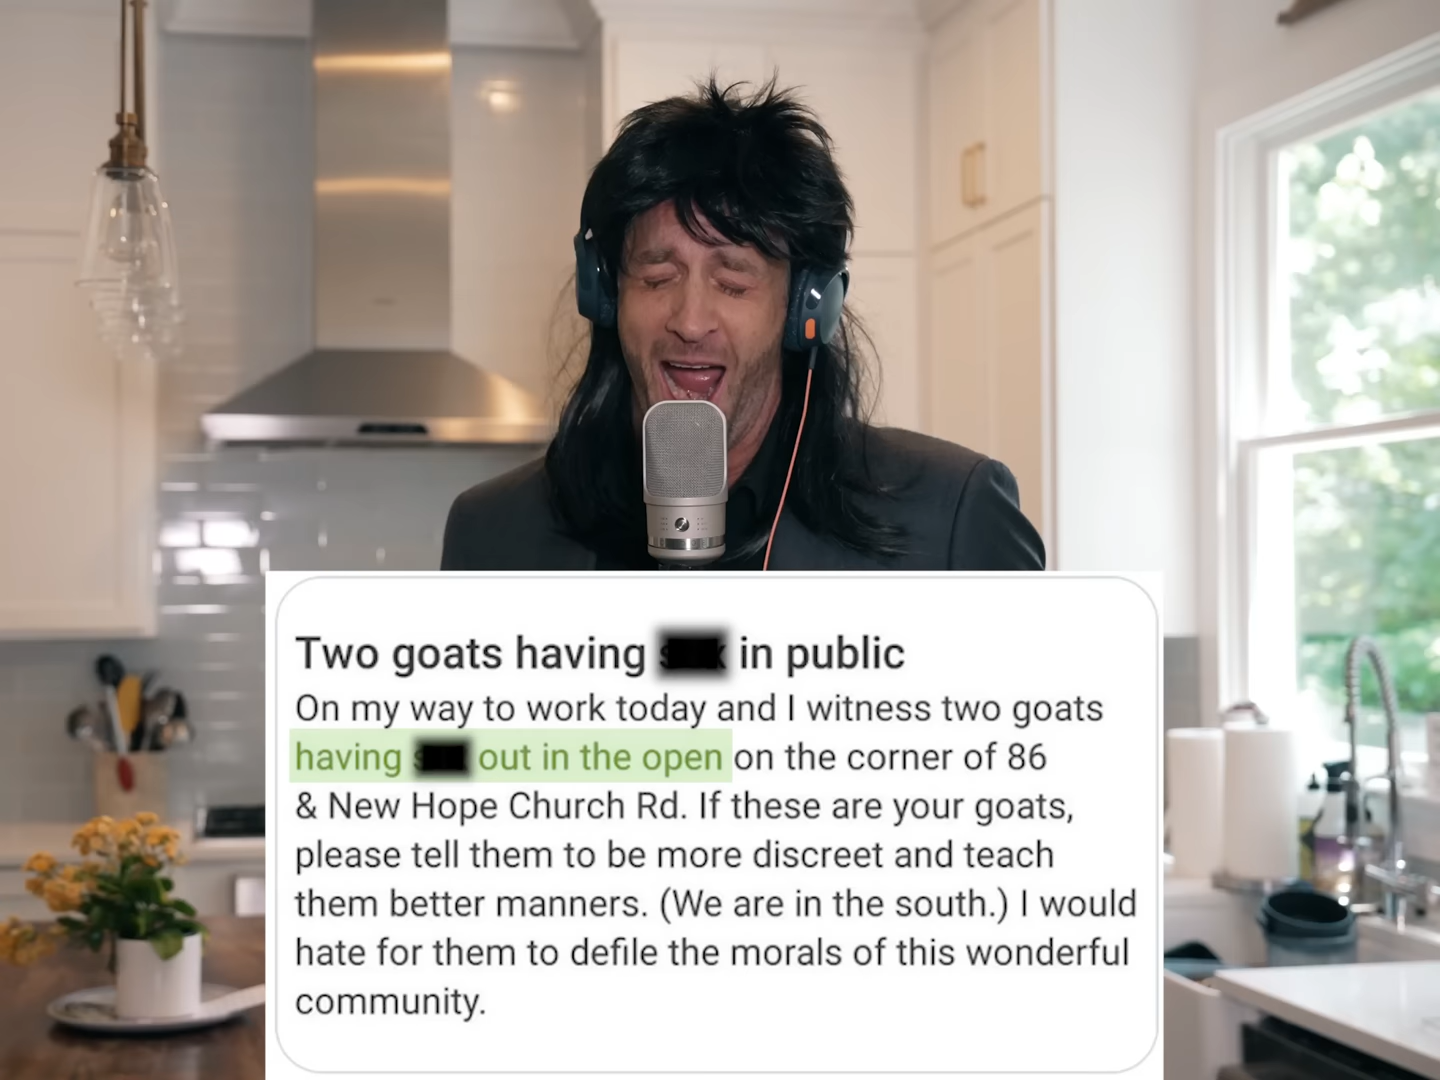 Two goats having in public
On my way to work today and I witness two goats
having out in the open on the corner of 86
& New Hope Church Rd. If these are your goats,
please tell them to be more discreet and teach
them better manners. (We are in the south.) I would
hate for them to defile the morals of this wonderful
community.